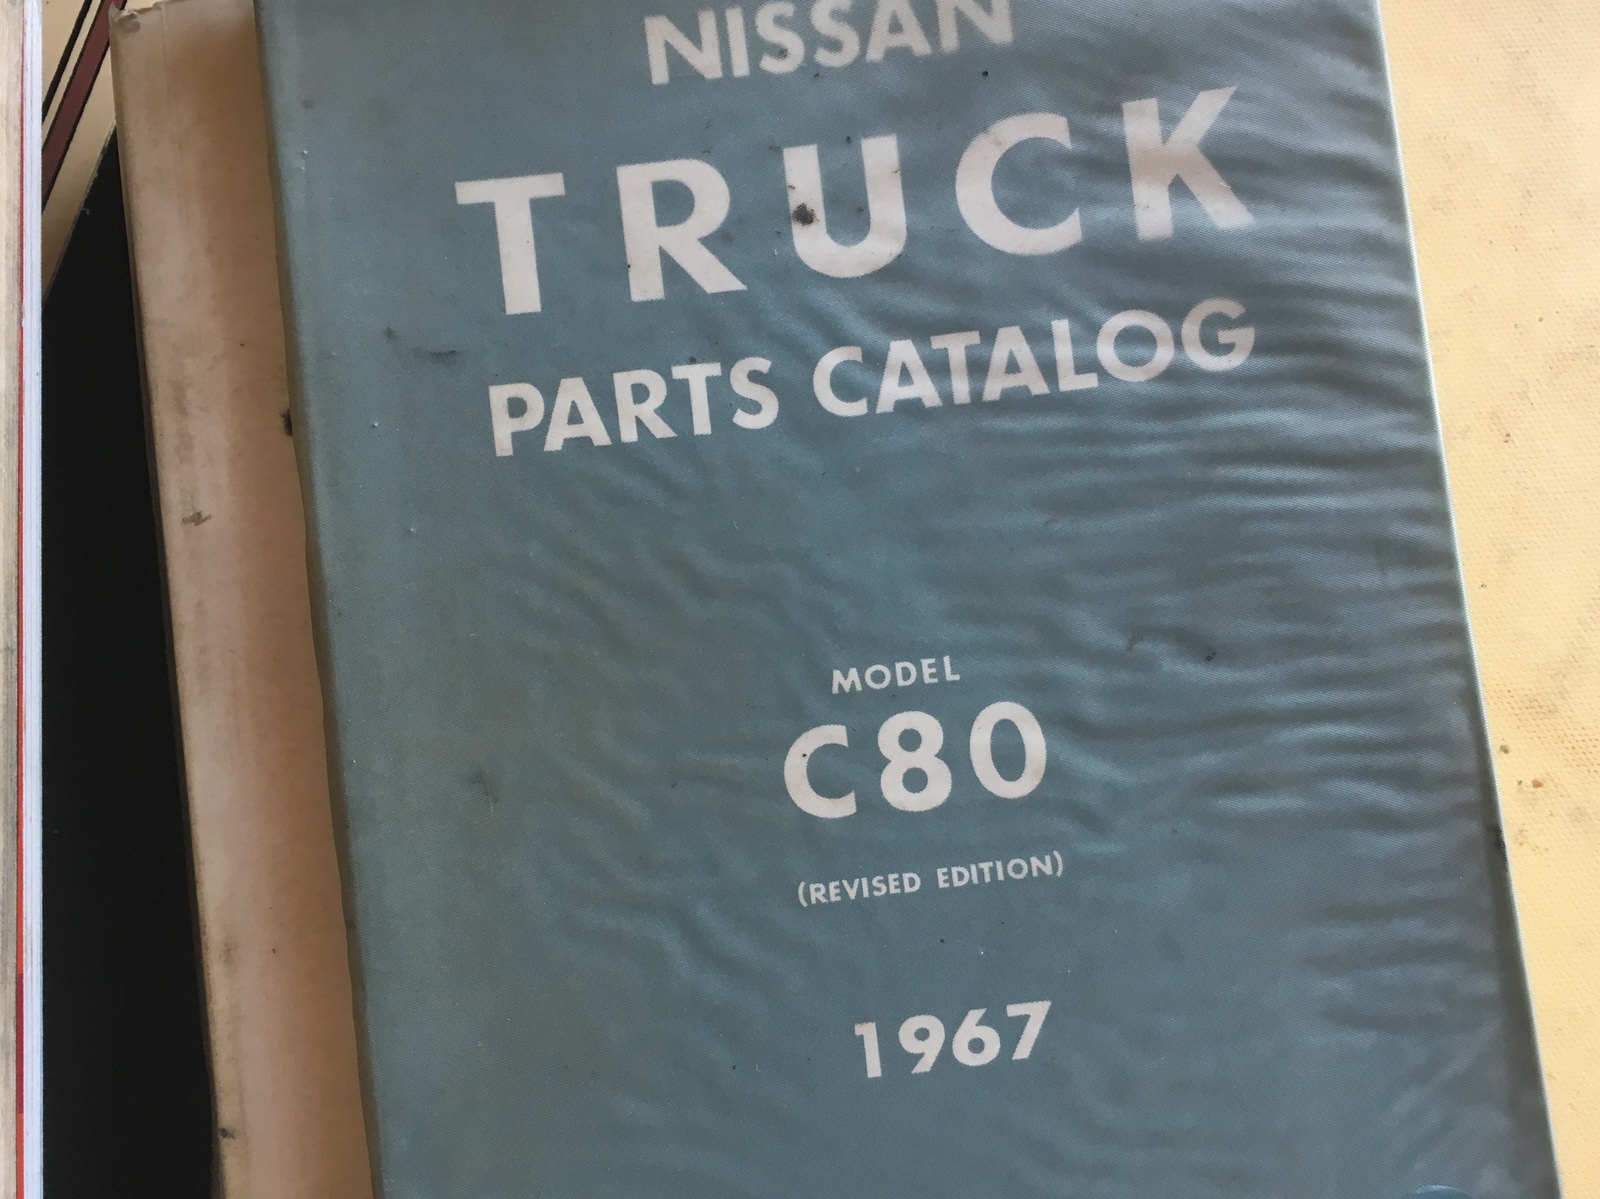 NISSAN
TRUCK
PARTS CATALOG
MODEL
C80
(REVISED EDITION)
1967